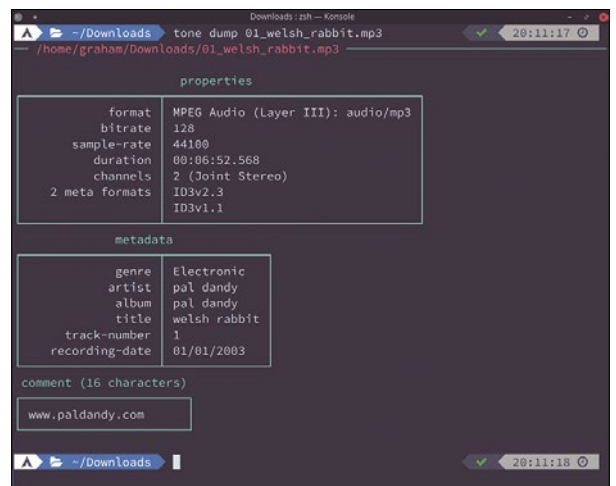 Downloads : zsh — Konsole
~/Downloads tone dump 01_welsh_rabbit.mp3 ✔ 20:11:17
/home/graham/Downloads/01_welsh_rabbit.mp3
properties
format MPEG Audio (Layer III): audio/mp3
bitrate 128
sample-rate 44100
duration 00:06:52.568
channels 2 (Joint Stereo)
2 meta formats ID3v2.3
ID3v1.1
metadata
genre Electronic
artist pal dandy
album pal dandy
title welsh rabbit
track-number 1
recording-date 01/01/2003
comment (16 characters)
www.paldandy.com
~/Downloads ✔ 20:11:18